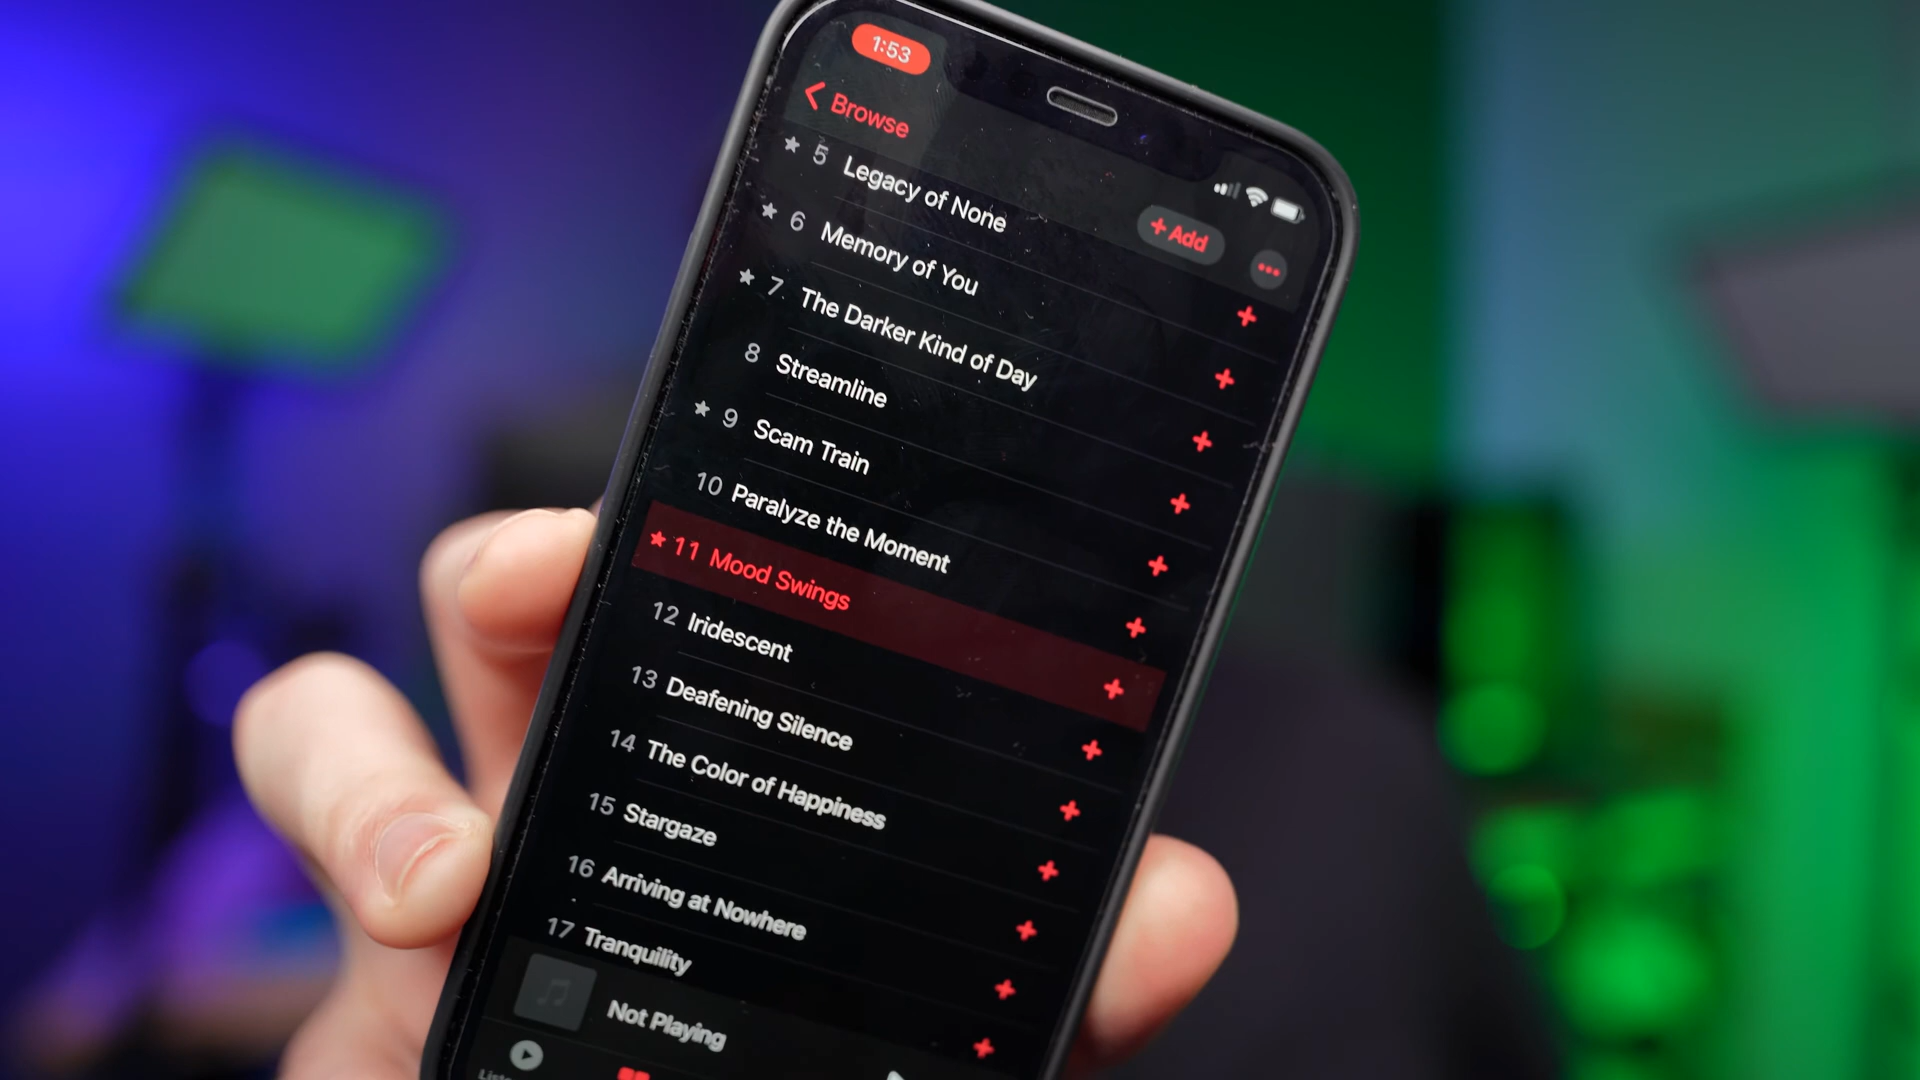 1:53
Browse
+ Add
★ 5 Legacy of None
★ 6 Memory of You
★ 7 The Darker Kind of Day
8 Streamline
★ 9 Scam Train
10 Paralyze the Moment
★ 11 Mood Swings
12 Iridescent
13 Deafening Silence
14 The Color of Happiness
15 Stargaze
16 Arriving at Nowhere
17 Tranquility
Not Playing